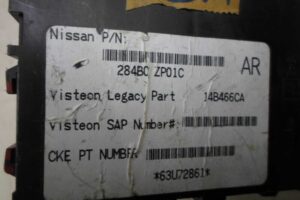 Nissan P/N:
284B0 ZP01C
AR
Visteon Legacy Part 14B466CA
Visteon SAP Number#:
CKE PT NUMBER
*63U72861*